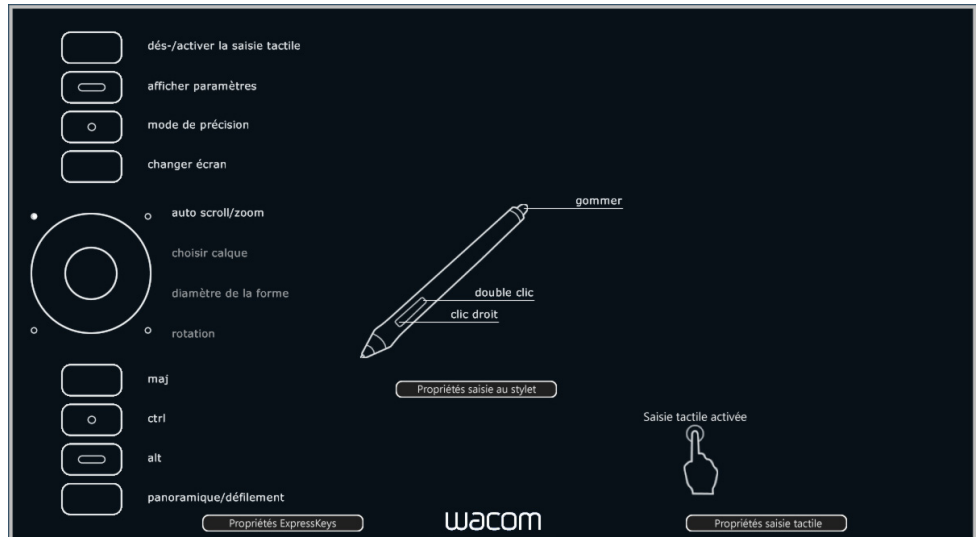 dés-/activer la saisie tactile
afficher paramètres
mode de précision
changer écran
auto scroll/zoom
choisir calque
diamètre de la forme
rotation
gommer
double clic
clic droit
Propriétés saisie au stylet
maj
ctrl
alt
panoramique/défilement
Propriétés ExpressKeys
wacom
Saisie tactile activée
Propriétés saisie tactile